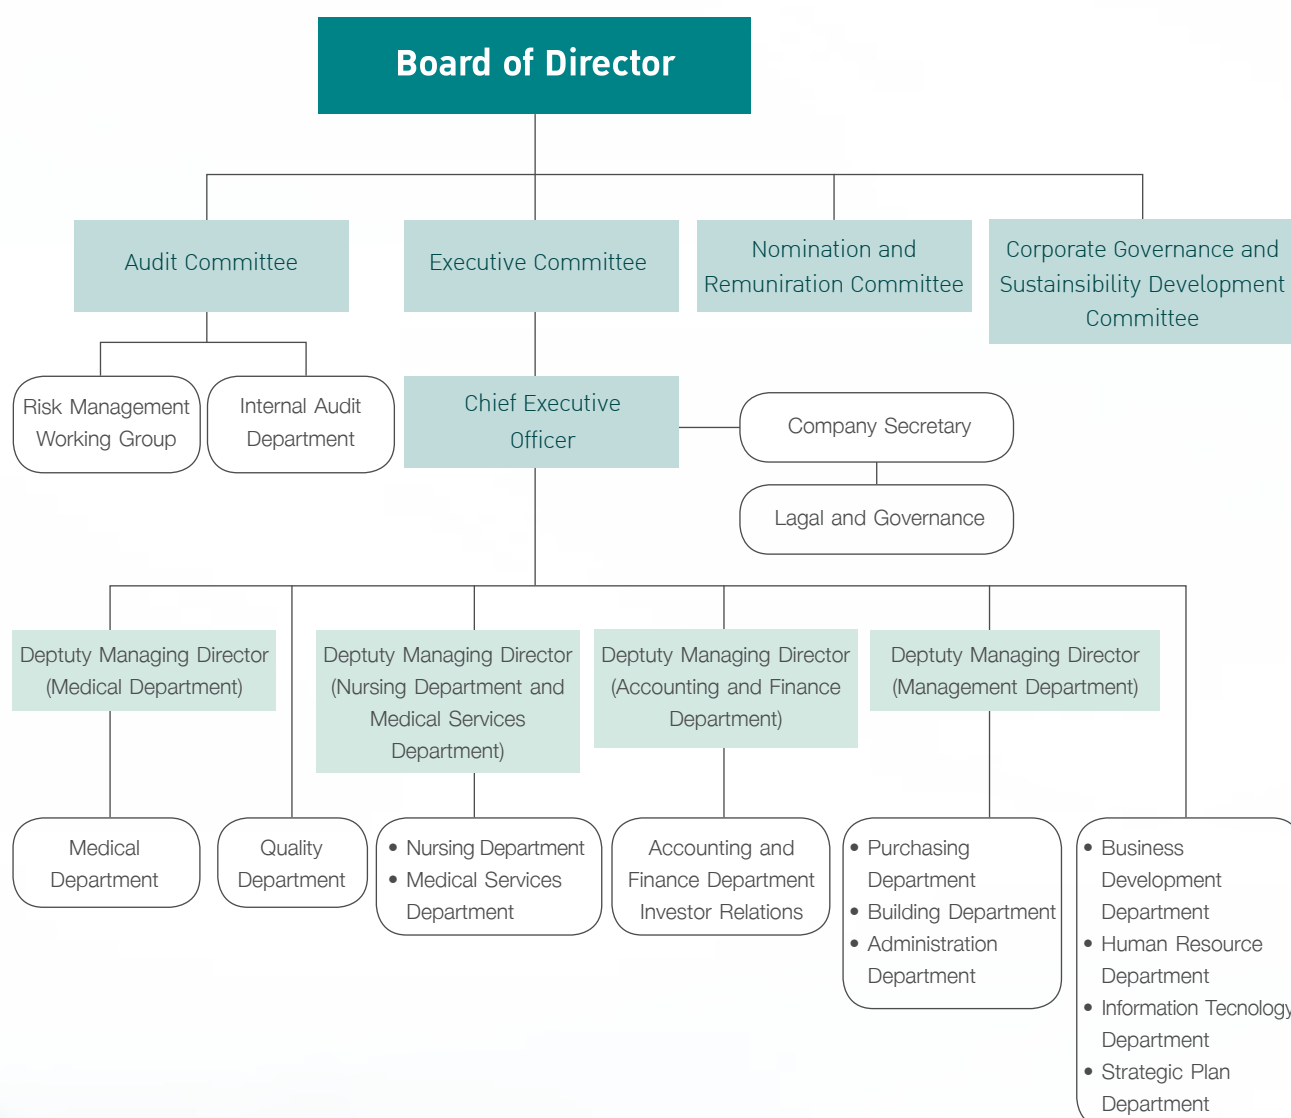 Board of Director
Audit Committee
Executive Committee
Nomination and
Remuniration Committee
Corporate Governance and
Sustainsibility Development
Committee
Risk Management
Working Group
Internal Audit
Department
Chief Executive
Officer
Company Secretary
Lagal and Governance
Deptuty Managing Director
(Medical Department)
Deptuty Managing Director
(Nursing Department and
Medical Services
Department)
Deptuty Managing Director
(Accounting and Finance
Department)
Deptuty Managing Director
(Management Department)
Medical
Department
Quality
Department
• Nursing Department
• Medical Services
Department
Accounting and
Finance Department
Investor Relations
• Purchasing
Department
• Building Department
• Administration
Department
• Business
Development
Department
• Human Resource
Department
• Information Tecnology
Department
• Strategic Plan
Department